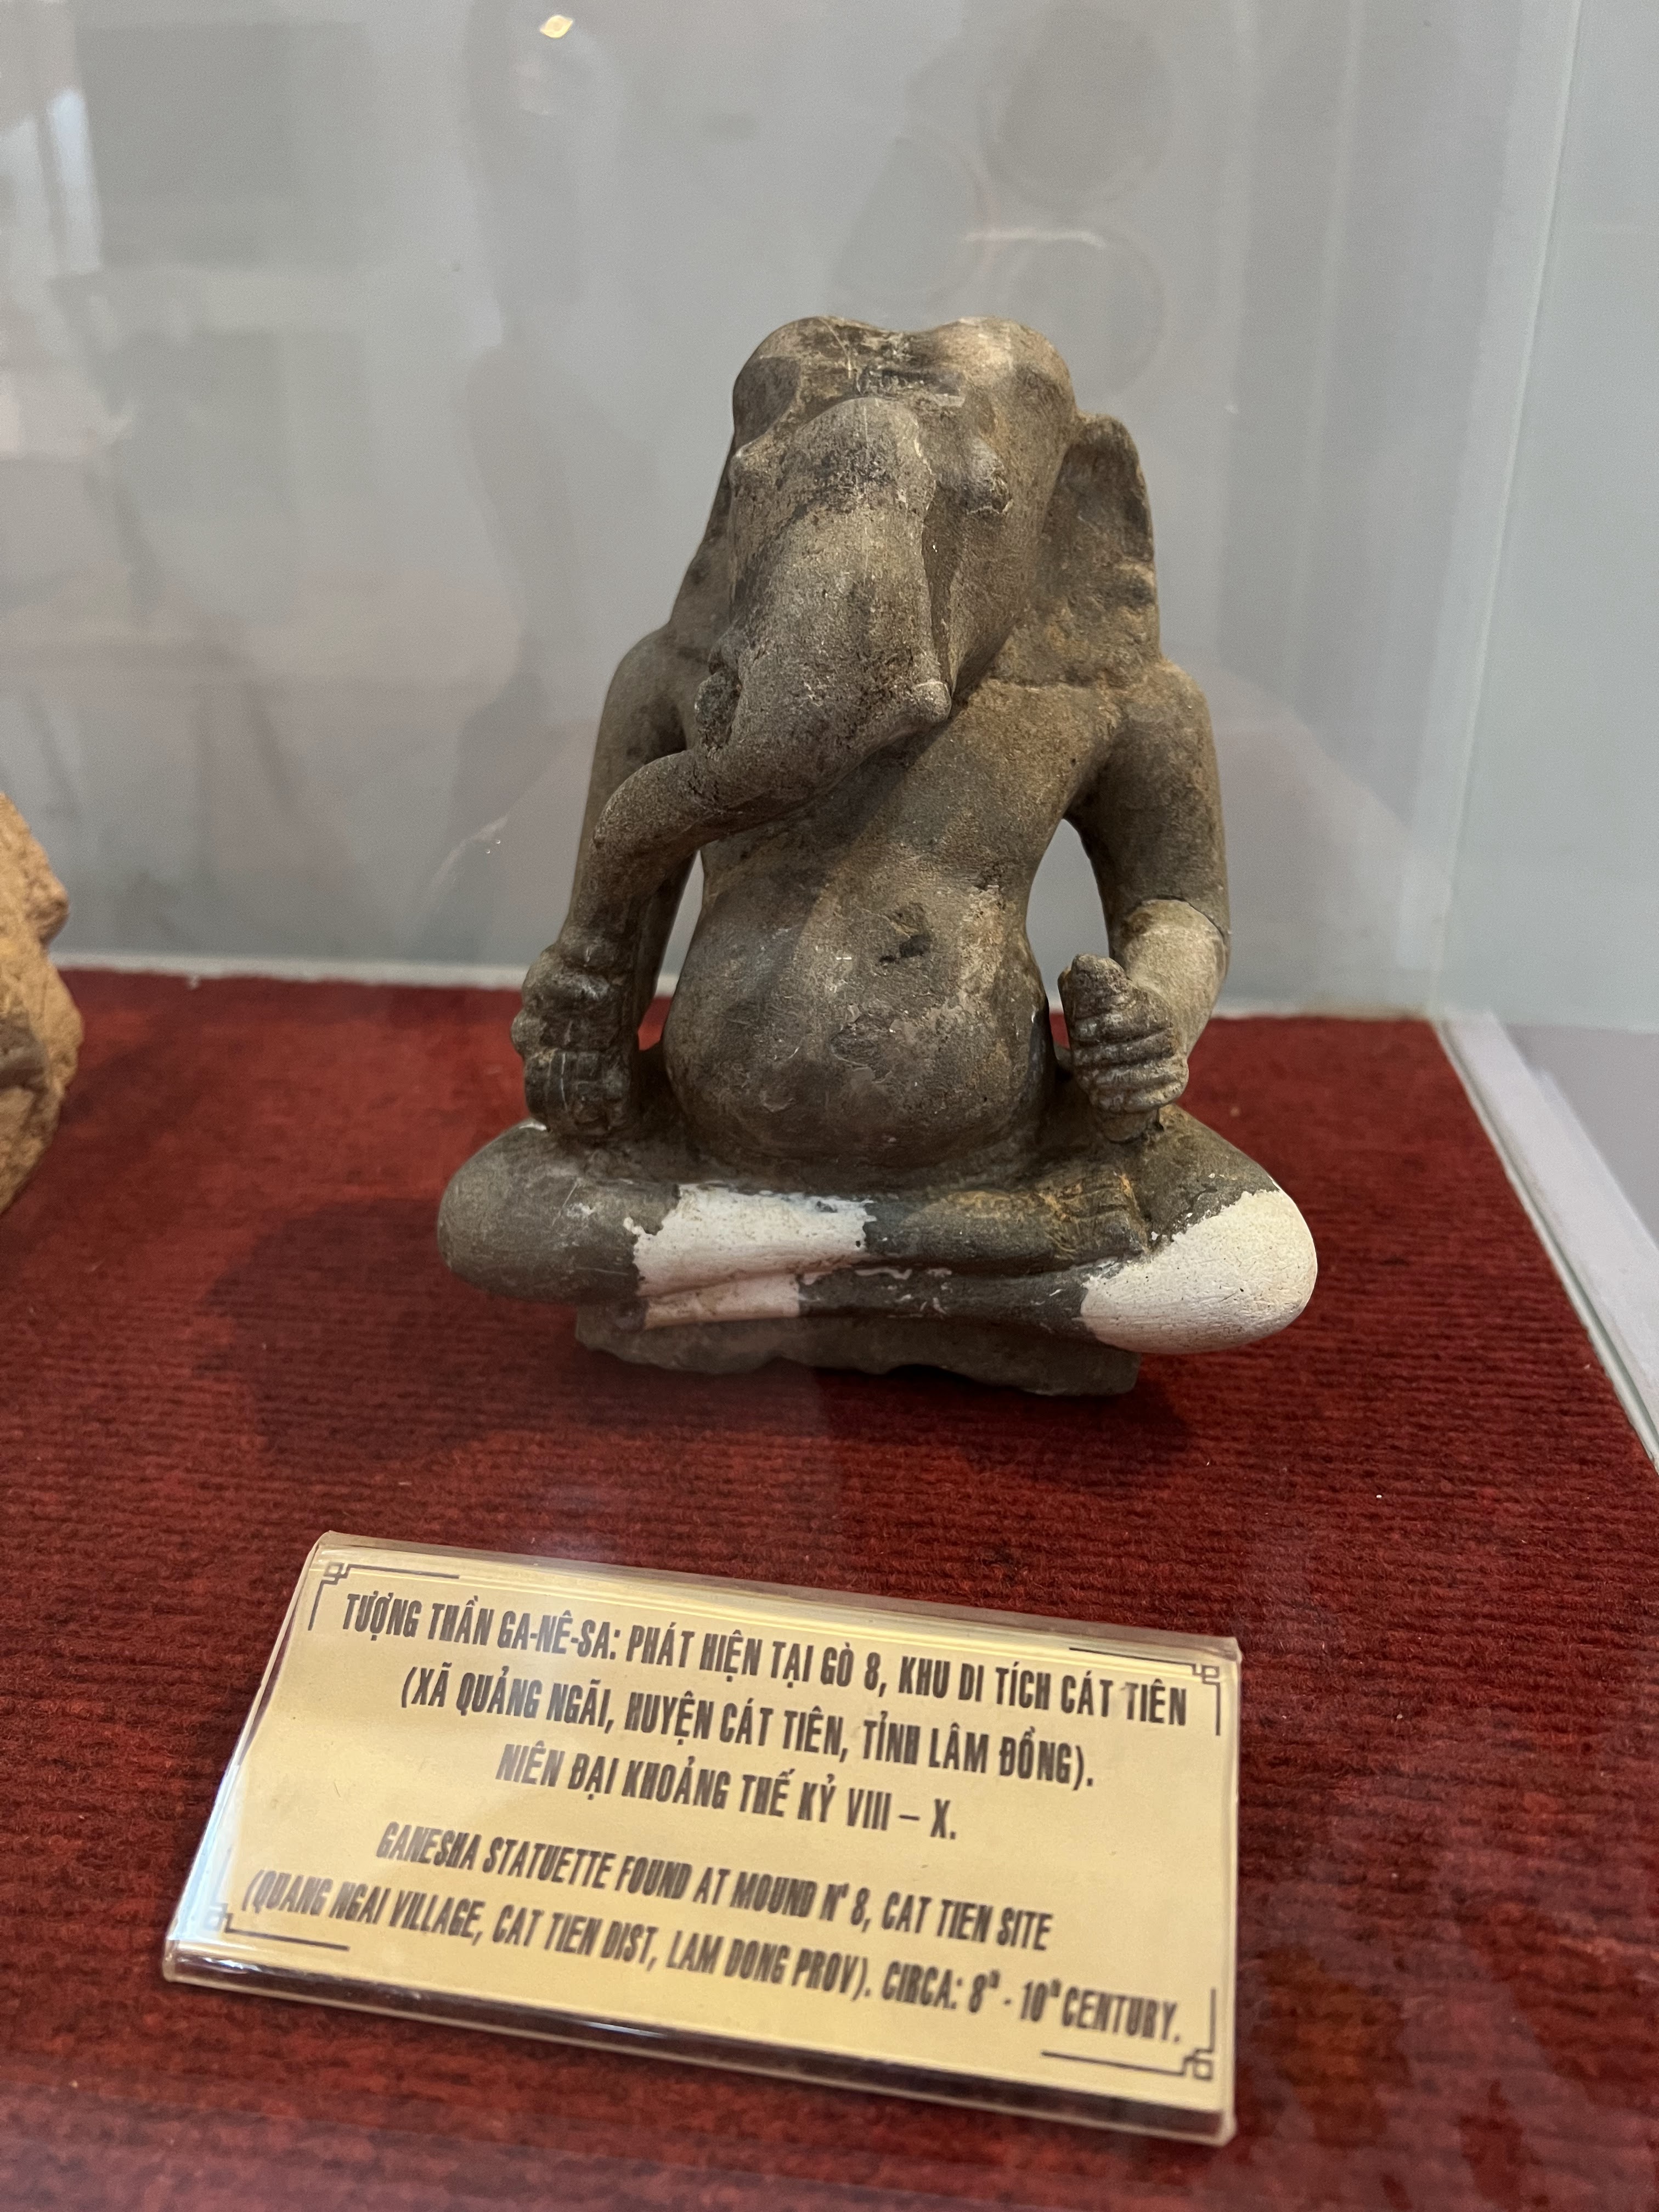 TƯỢNG THẦN GA-NÊ-SA: PHÁT HIỆN TẠI GÒ 8, KHU DI TÍCH CÁT TIÊN
(XÃ QUẢNG NGÃI, HUYỆN CÁT TIÊN, TỈNH LÂM ĐỒNG).
NIÊN ĐẠI KHOẢNG THẾ KỶ VIII – X.
GANESHA STATUETTE FOUND AT MOUND N° 8, CAT TIEN SITE
(QUANG NGAI VILLAGE, CAT TIEN DIST, LAM DONG PROV). CIRCA: 8th - 10th CENTURY.